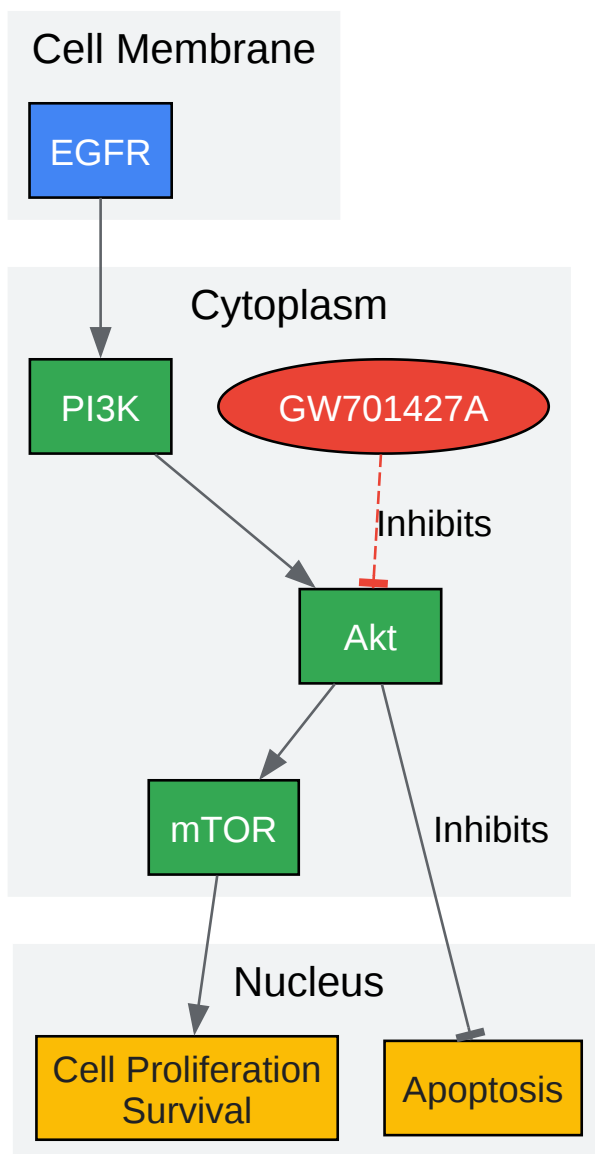 Cell Membrane
EGFR
Cytoplasm
PI3K
GW701427A
Inhibits
Akt
mTOR
Inhibits
Nucleus
Cell Proliferation
Survival
Apoptosis